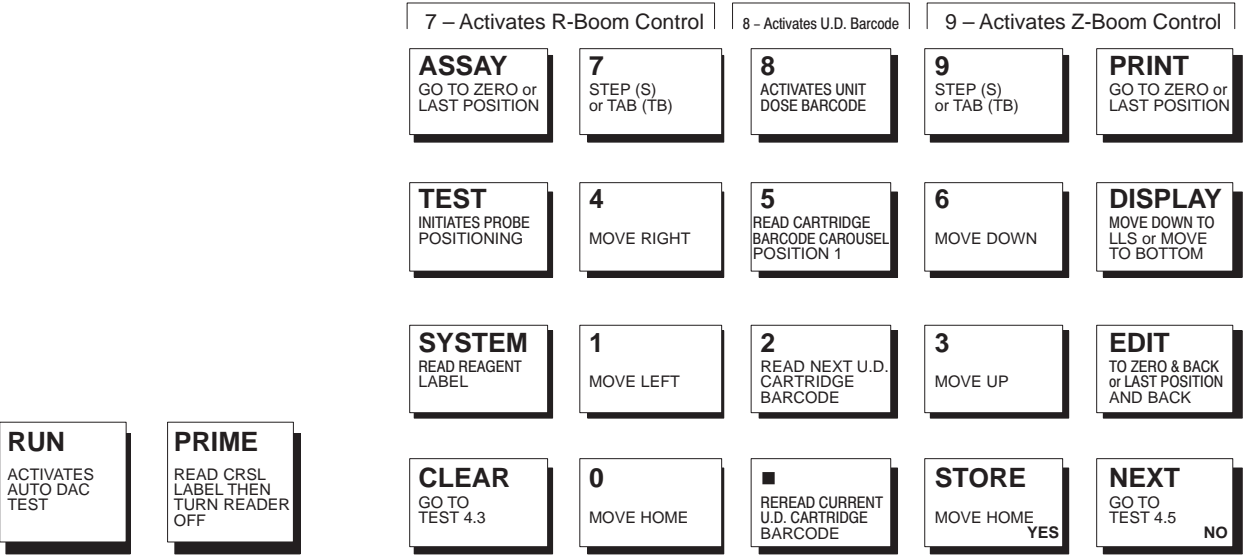 7 – Activates R-Boom Control
8 – Activates U.D. Barcode
9 – Activates Z-Boom Control
ASSAY
GO TO ZERO or
LAST POSITION
7
STEP (S)
or TAB (TB)
8
ACTIVATES UNIT
DOSE BARCODE
9
STEP (S)
or TAB (TB)
PRINT
GO TO ZERO or
LAST POSITION
TEST
INITIATES PROBE
POSITIONING
4
MOVE RIGHT
5
READ CARTRIDGE
BARCODE CAROUSEL
POSITION 1
6
MOVE DOWN
DISPLAY
MOVE DOWN TO
LLS or MOVE
TO BOTTOM
SYSTEM
READ REAGENT
LABEL
1
MOVE LEFT
2
READ NEXT U.D.
CARTRIDGE
BARCODE
3
MOVE UP
EDIT
TO ZERO & BACK
or LAST POSITION
AND BACK
RUN
ACTIVATES
AUTO DAC
TEST
PRIME
READ CRSL
LABEL THEN
TURN READER
OFF
CLEAR
GO TO
TEST 4.3
0
MOVE HOME
■
REREAD CURRENT
U.D. CARTRIDGE
BARCODE
STORE
MOVE HOME
YES
NEXT
GO TO
TEST 4.5
NO